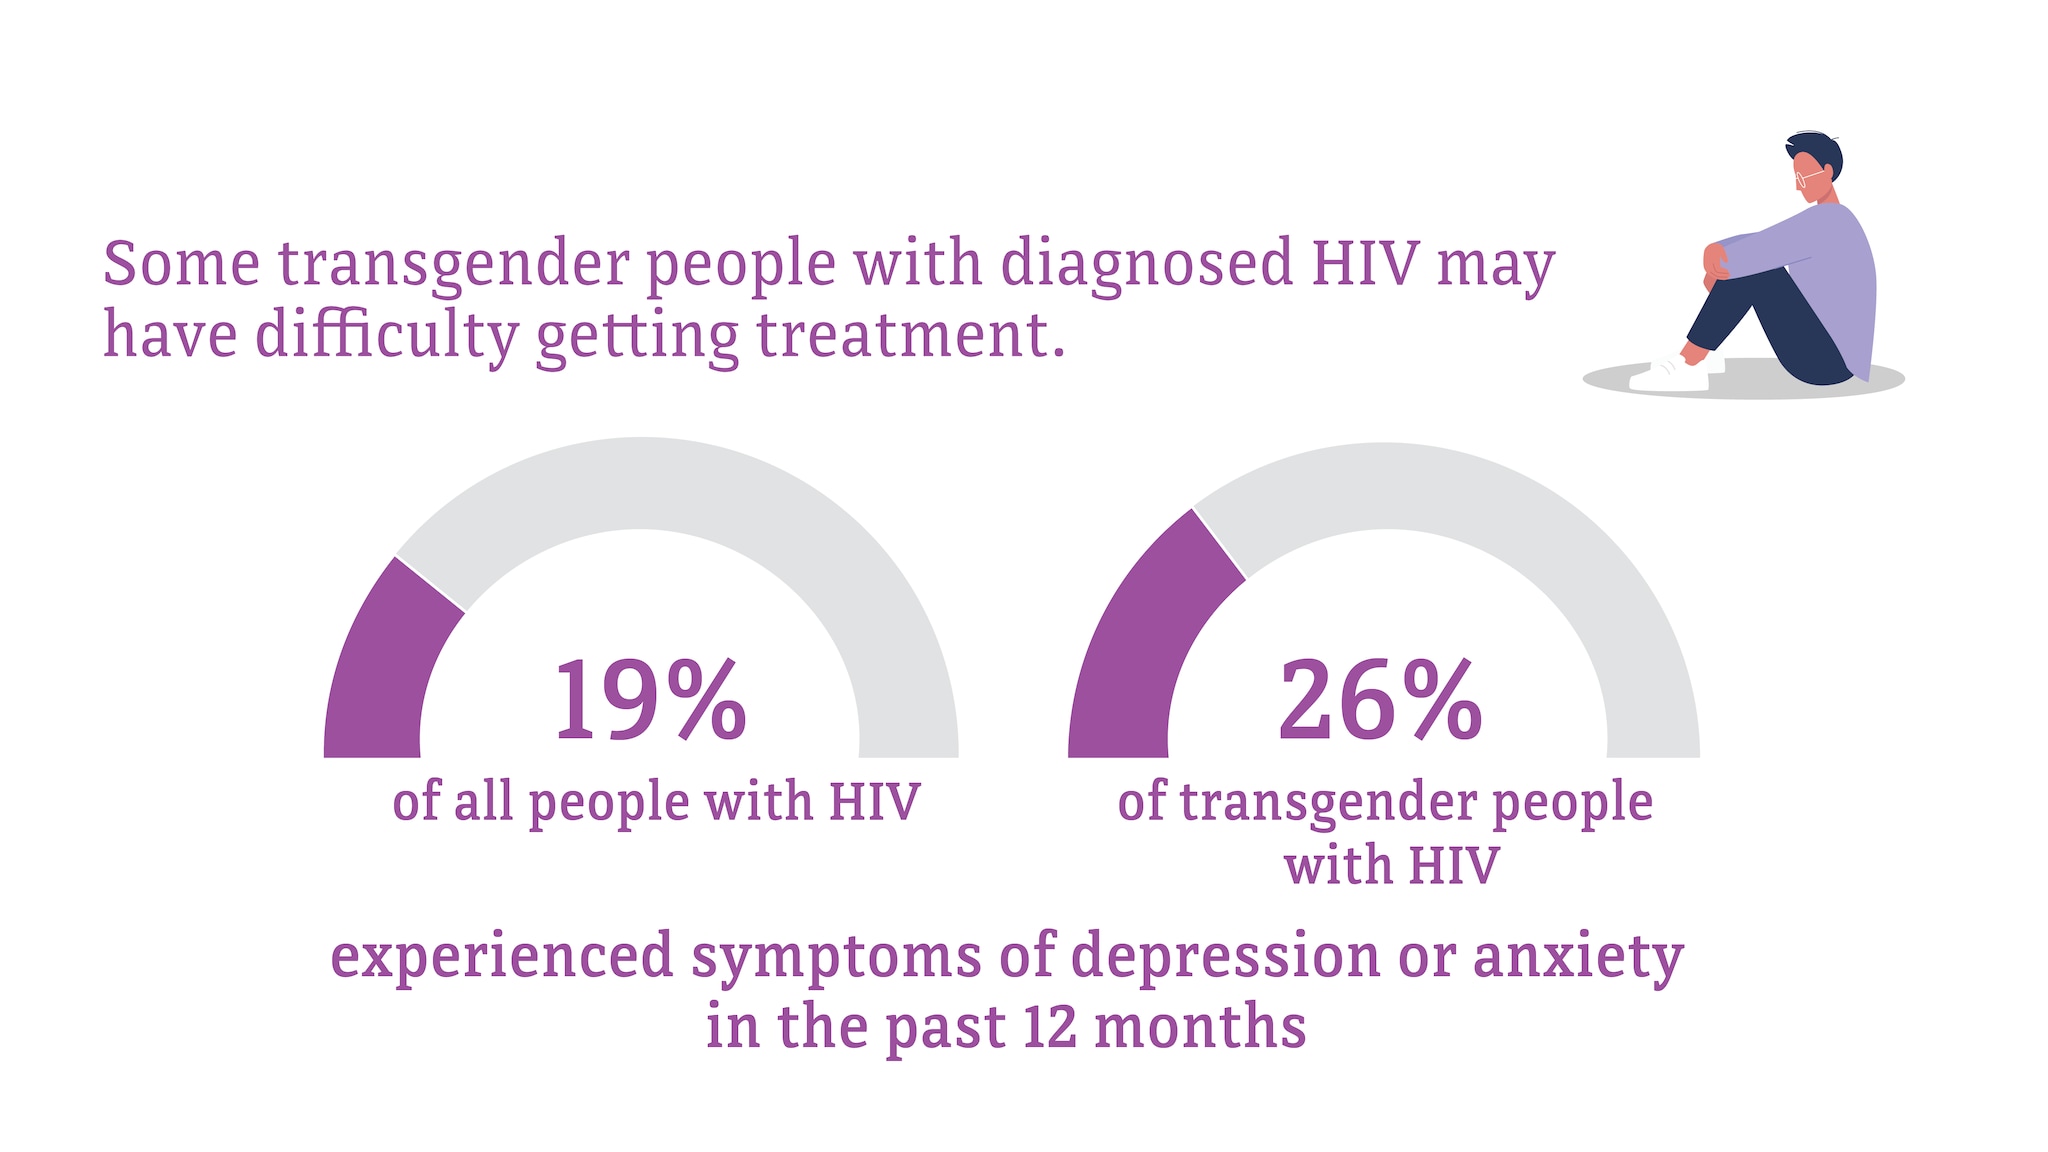 Some transgender people with diagnosed HIV may
have difficulty getting treatment.
19%
of all people with HIV
26%
of transgender people
with HIV
experienced symptoms of depression or anxiety
in the past 12 months